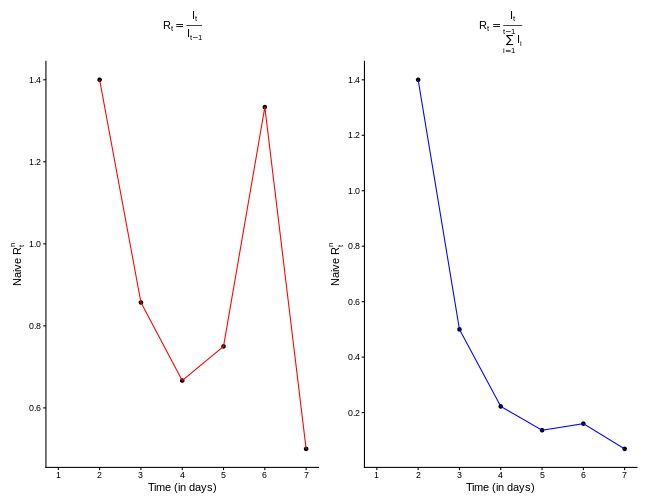 R_t = I_t / I_{t−1}
R_t = I_t / ∑_{i=1}^{t−1} I_i
Naive R_t^n
1.4
1.2
1.0
0.8
0.6
1 2 3 4 5 6 7
Time (in days)
Naive R_t^n
1.4
1.2
1.0
0.8
0.6
0.4
0.2
1 2 3 4 5 6 7
Time (in days)